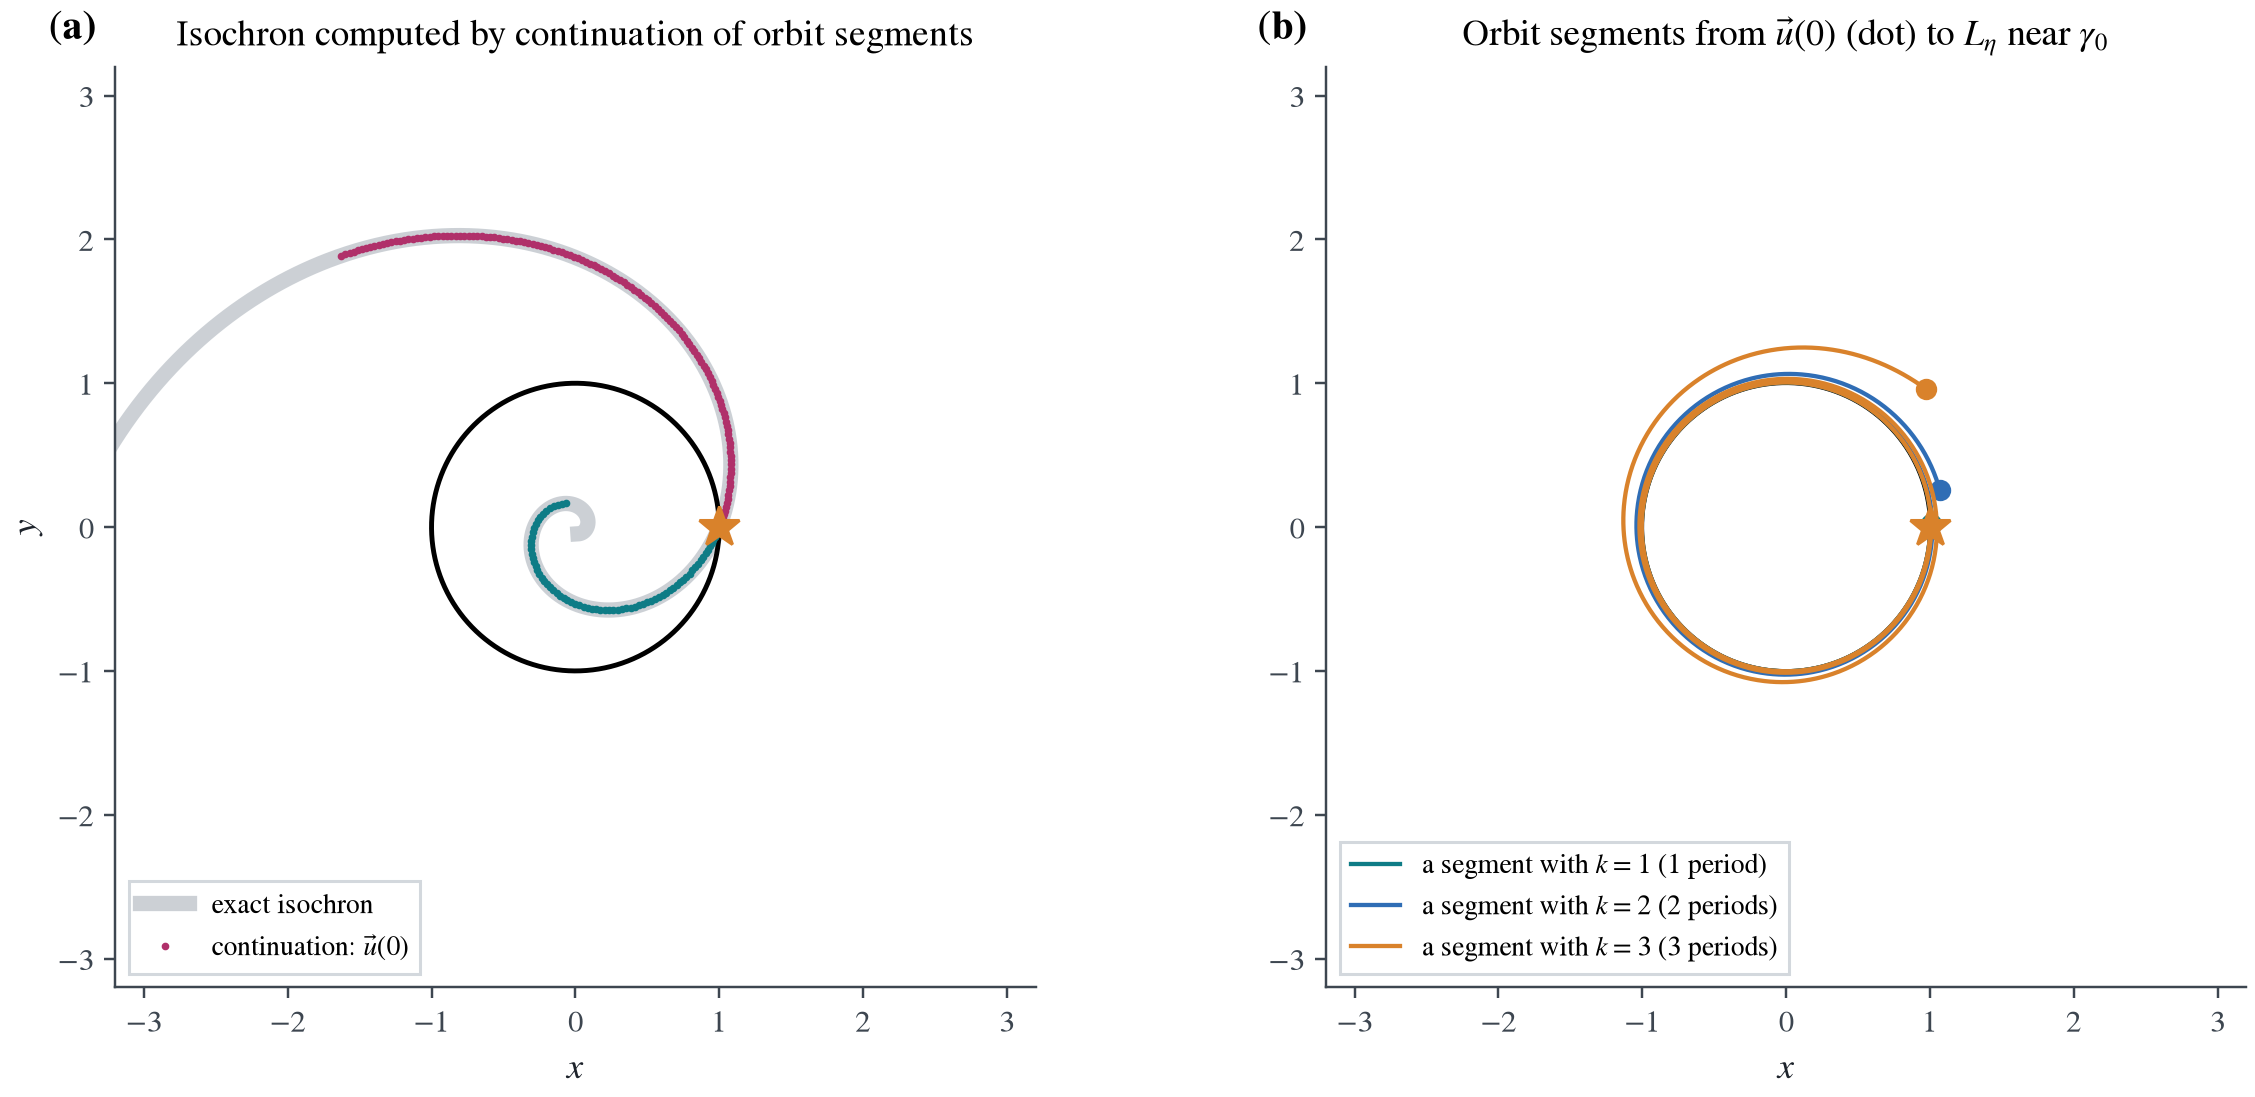 (a)
Isochron computed by continuation of orbit segments
3
2
1
0
−1
−2
−3
y
−3 −2 −1 0 1 2 3
x
exact isochron
continuation: u⃗(0)
(b)
Orbit segments from u⃗(0) (dot) to Lη near γ0
3
2
1
0
−1
−2
−3
−3 −2 −1 0 1 2 3
x
a segment with k = 1 (1 period)
a segment with k = 2 (2 periods)
a segment with k = 3 (3 periods)